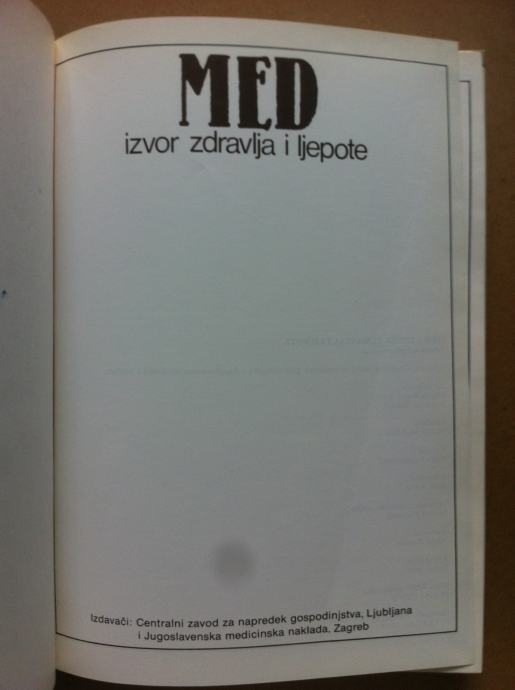 MED
izvor zdravlja i ljepote
Izdavači: Centralni zavod za napredek gospodinjstva, Ljubljana
i Jugoslavenska medicinska naklada, Zagreb